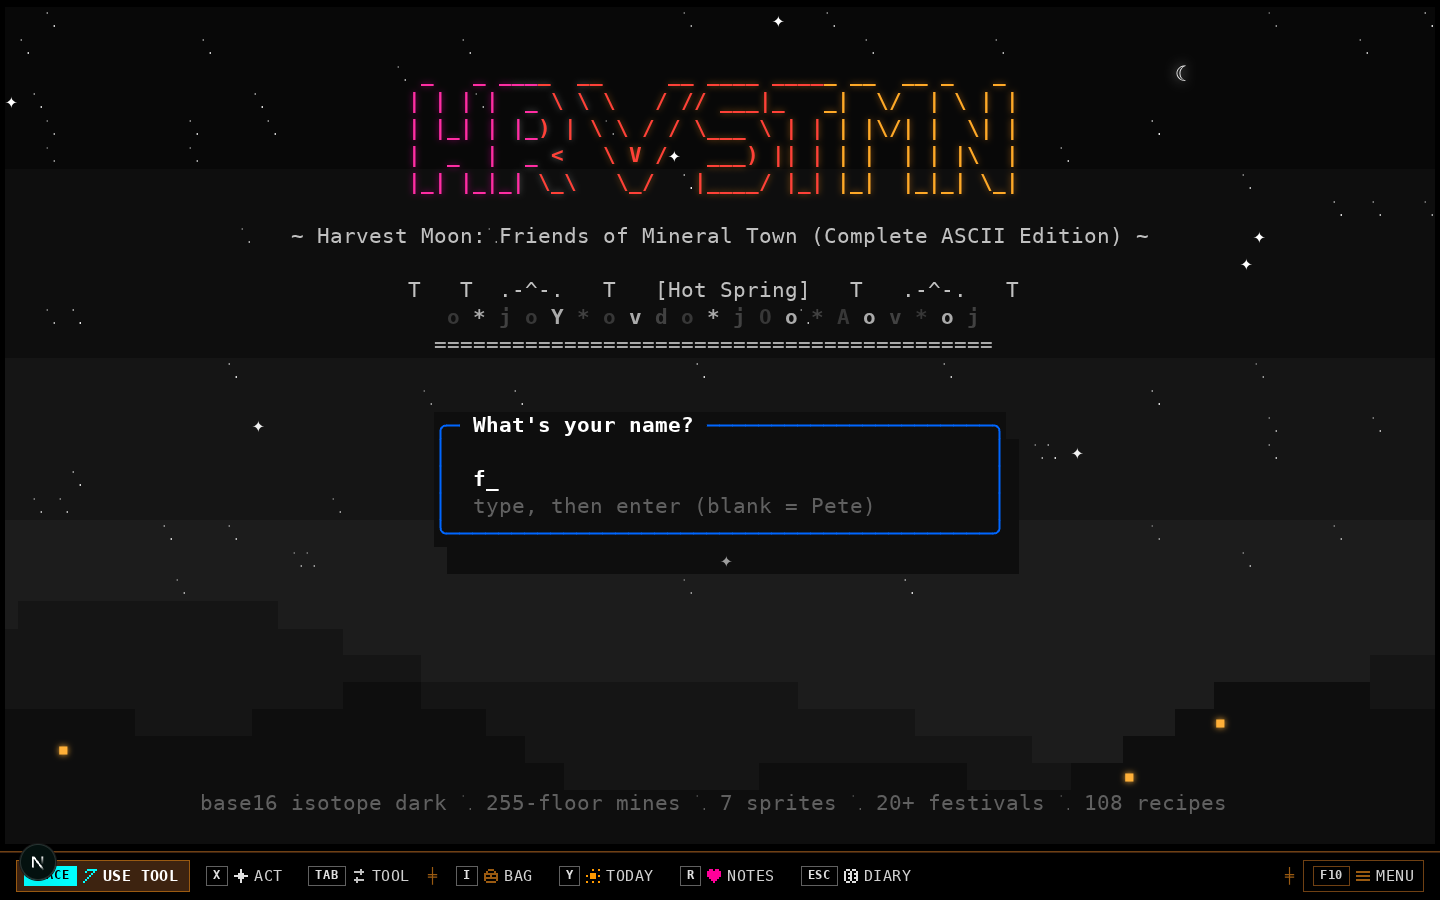 HRVSTMN
~ Harvest Moon: Friends of Mineral Town (Complete ASCII Edition) ~
T T .-^-. T [Hot Spring] T .-^-. T
o * j o Y * o v d o * j O o * A o v * o j
===========================================
What's your name?
f_
type, then enter (blank = Pete)
base16 isotope dark · 255-floor mines · 7 sprites · 20+ festivals · 108 recipes
N USE TOOL X ACT TAB TOOL I BAG Y TODAY R NOTES ESC DIARY F10 MENU